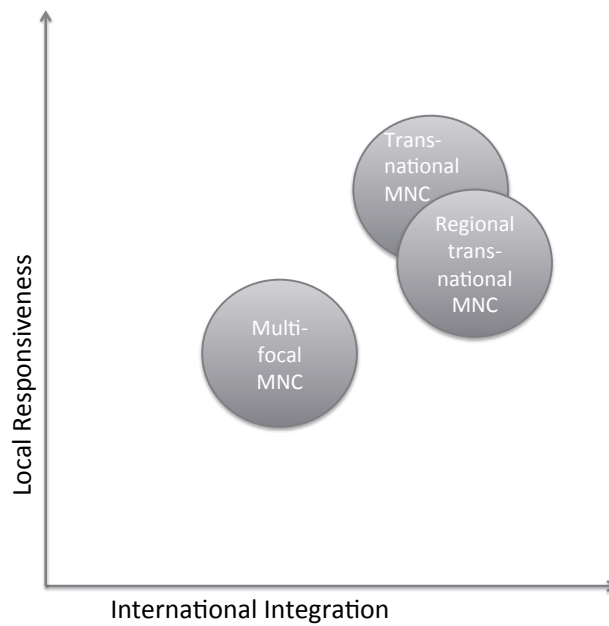 Trans-
national
MNC
Regional
trans-
national
MNC
Multi-
focal
MNC
Local Responsiveness
International Integration